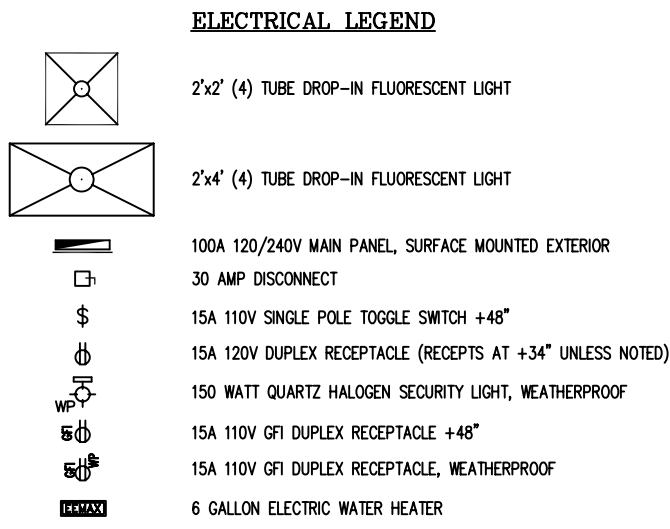 ELECTRICAL LEGEND
2'x2' (4) TUBE DROP-IN FLUORESCENT LIGHT
2'x4' (4) TUBE DROP-IN FLUORESCENT LIGHT
100A 120/240V MAIN PANEL, SURFACE MOUNTED EXTERIOR
30 AMP DISCONNECT
$ 15A 110V SINGLE POLE TOGGLE SWITCH +48"
15A 120V DUPLEX RECEPTACLE (RECEPTS AT +34" UNLESS NOTED)
WP 150 WATT QUARTZ HALOGEN SECURITY LIGHT, WEATHERPROOF
GFI 15A 110V GFI DUPLEX RECEPTACLE +48"
GFI WP 15A 110V GFI DUPLEX RECEPTACLE, WEATHERPROOF
EEMAX 6 GALLON ELECTRIC WATER HEATER